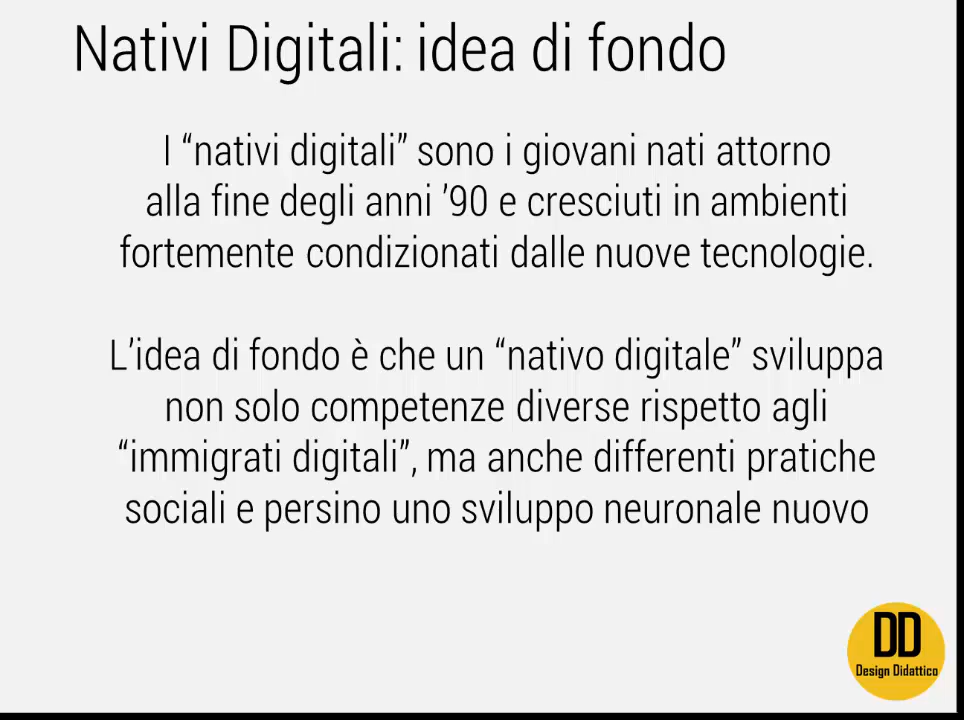 Nativi Digitali: idea di fondo
I “nativi digitali” sono i giovani nati attorno
alla fine degli anni ’90 e cresciuti in ambienti
fortemente condizionati dalle nuove tecnologie.
L’idea di fondo è che un “nativo digitale” sviluppa
non solo competenze diverse rispetto agli
“immigrati digitali”, ma anche differenti pratiche
sociali e persino uno sviluppo neuronale nuovo
DD
Design Didattico